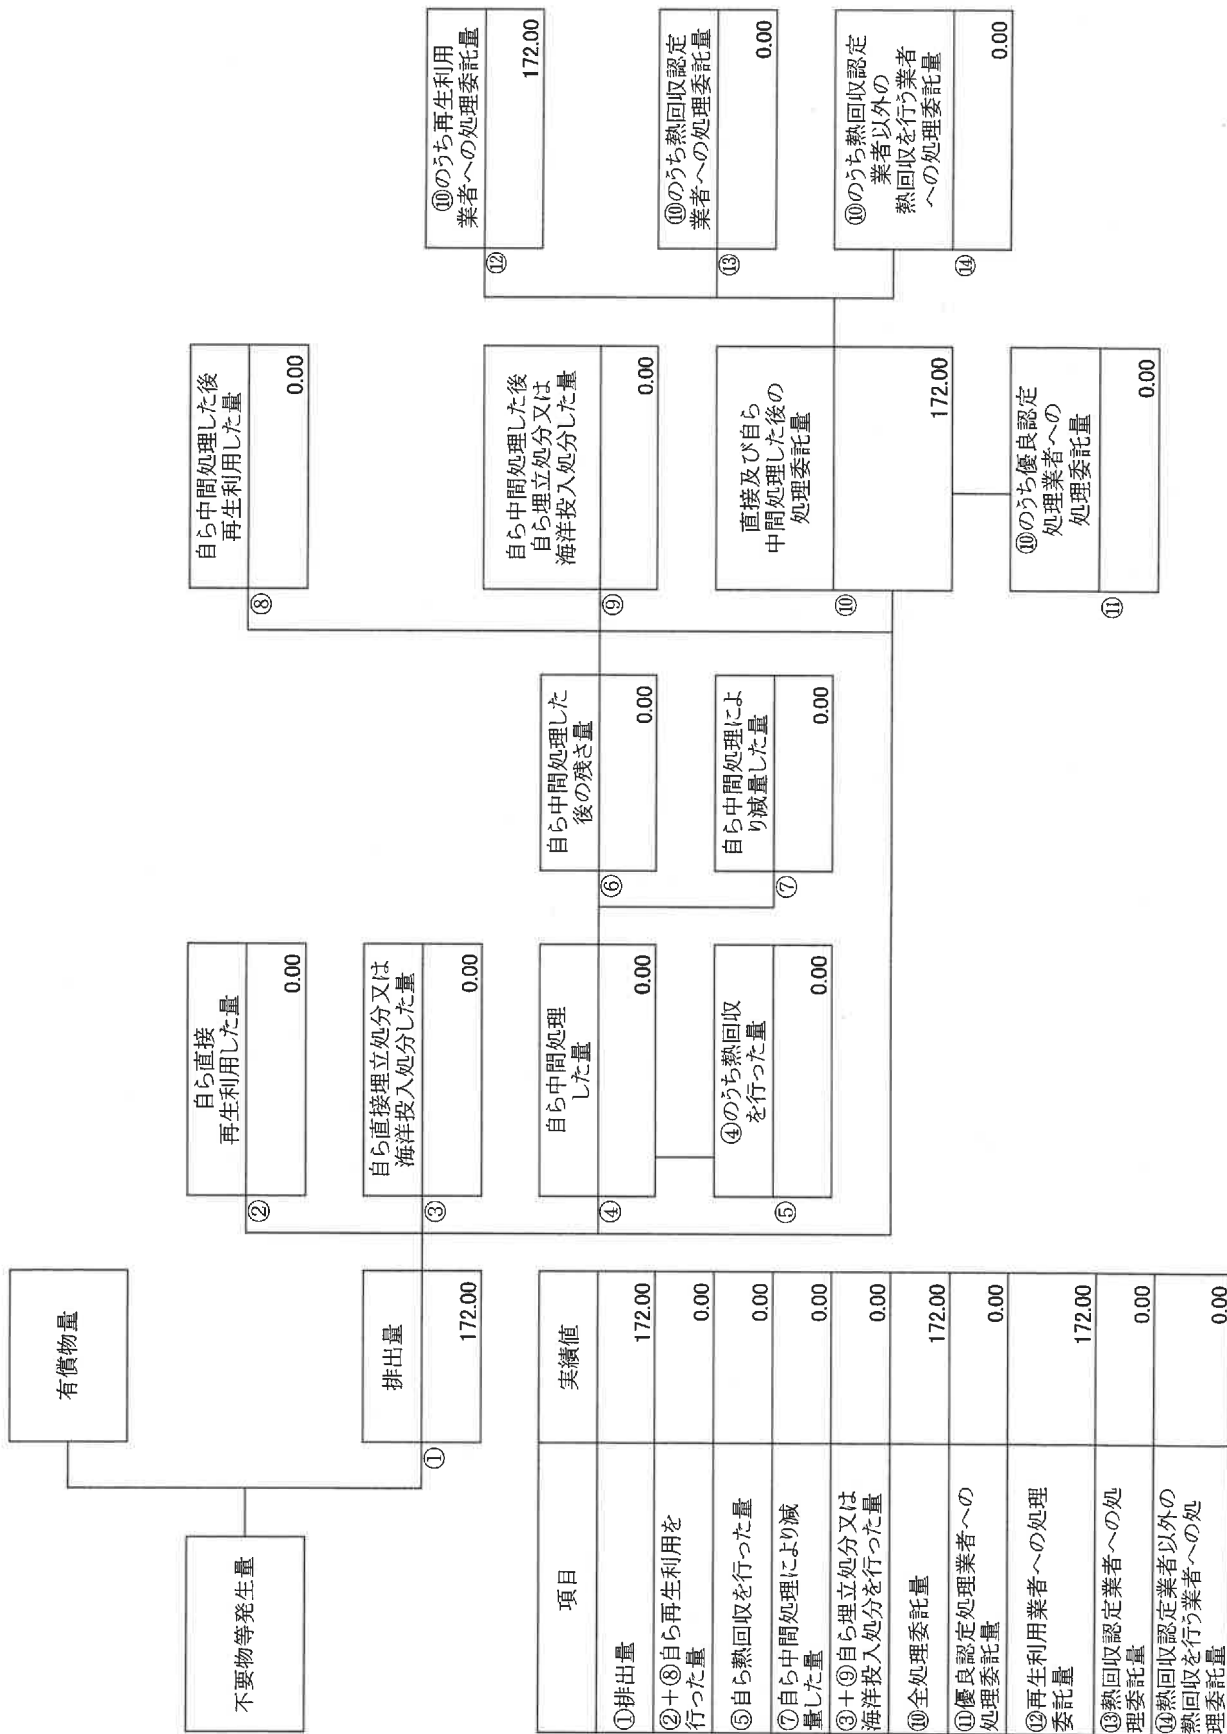 不要物等発生量
有償物量
①
排出量
172.00
②
自ら直接
再生利用した量
0.00
③
自ら直接埋立処分又は
海洋投入処分した量
0.00
④
自ら中間処理
した量
0.00
⑤
④のうち熱回収
を行った量
0.00
⑥
自ら中間処理した
後の残さ量
0.00
⑦
自ら中間処理によ
り減量した量
0.00
⑧
自ら中間処理した後
再生利用した量
0.00
⑨
自ら中間処理した後
自ら埋立処分又は
海洋投入処分した量
0.00
⑩
直接及び自ら
中間処理した後の
処理委託量
172.00
⑪
⑩のうち優良認定
処理業者への
処理委託量
0.00
⑫
⑩のうち再生利用
業者への処理委託量
172.00
⑬
⑩のうち熱回収認定
業者への処理委託量
0.00
⑭
⑩のうち熱回収認定
業者以外の
熱回収を行う業者
への処理委託量
0.00
項目 実績値
①排出量 172.00
②+⑧自ら再生利用を
行った量 0.00
⑤自ら熱回収を行った量 0.00
⑦自ら中間処理により減
量した量 0.00
③+⑨自ら埋立処分又は
海洋投入処分を行った量 0.00
⑩全処理委託量 172.00
⑪優良認定処理業者への
処理委託量 0.00
⑫再生利用業者への処理
委託量 172.00
⑬熱回収認定業者への処
理委託量 0.00
⑭熱回収認定業者以外の
熱回収を行う業者への処
理委託量 0.00